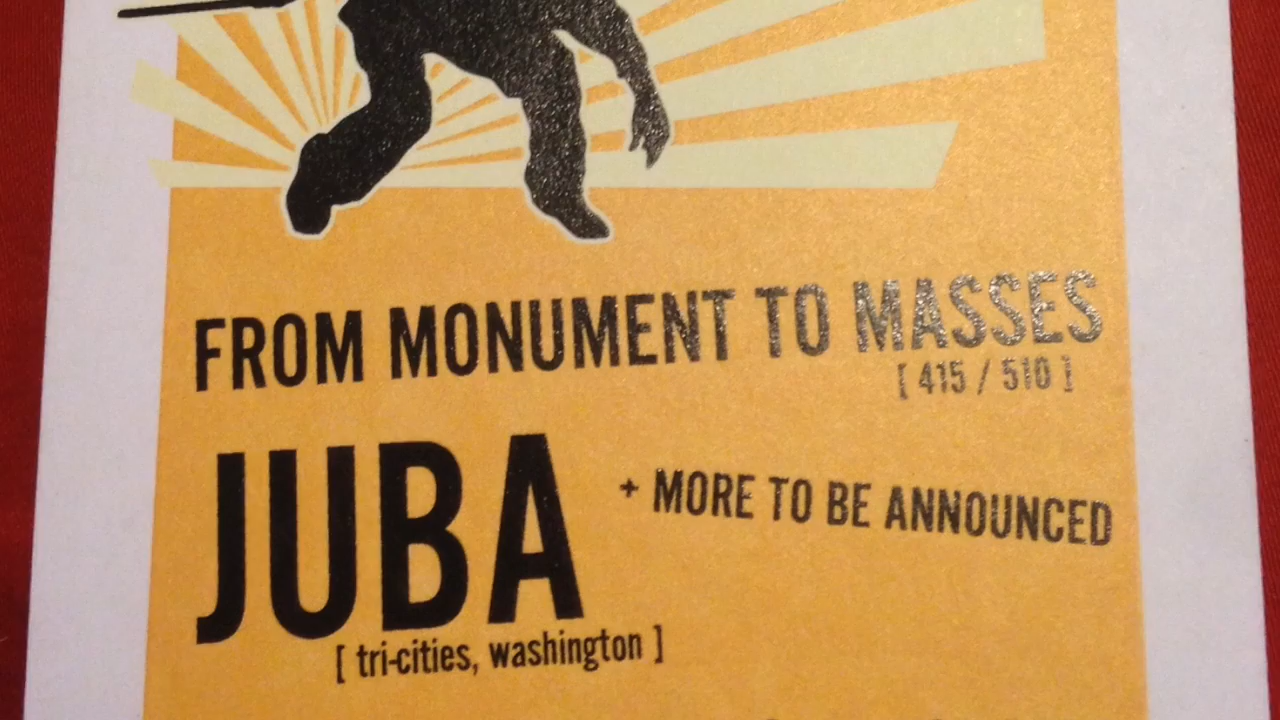 FROM MONUMENT TO MASSES
[ 415 / 510 ]
JUBA
+ MORE TO BE ANNOUNCED
[ tri-cities, washington ]